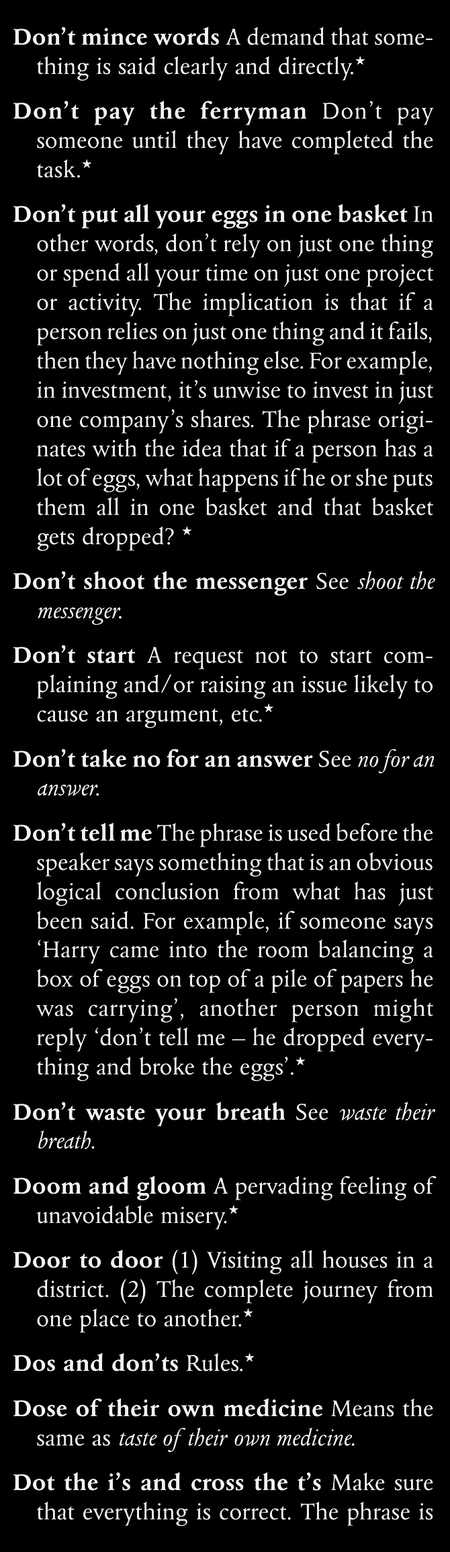 Don’t mince words A demand that some-
thing is said clearly and directly.★
Don’t pay the ferryman Don’t pay
someone until they have completed the
task.★
Don’t put all your eggs in one basket In
other words, don’t rely on just one thing
or spend all your time on just one project
or activity. The implication is that if a
person relies on just one thing and it fails,
then they have nothing else. For example,
in investment, it’s unwise to invest in just
one company’s shares. The phrase origi-
nates with the idea that if a person has a
lot of eggs, what happens if he or she puts
them all in one basket and that basket
gets dropped? ★
Don’t shoot the messenger See shoot the
messenger.
Don’t start A request not to start com-
plaining and/or raising an issue likely to
cause an argument, etc.★
Don’t take no for an answer See no for an
answer.
Don’t tell me The phrase is used before the
speaker says something that is an obvious
logical conclusion from what has just
been said. For example, if someone says
‘Harry came into the room balancing a
box of eggs on top of a pile of papers he
was carrying’, another person might
reply ‘don’t tell me – he dropped every-
thing and broke the eggs’.★
Don’t waste your breath See waste their
breath.
Doom and gloom A pervading feeling of
unavoidable misery.★
Door to door (1) Visiting all houses in a
district. (2) The complete journey from
one place to another.★
Dos and don’ts Rules.★
Dose of their own medicine Means the
same as taste of their own medicine.
Dot the i’s and cross the t’s Make sure
that everything is correct. The phrase is